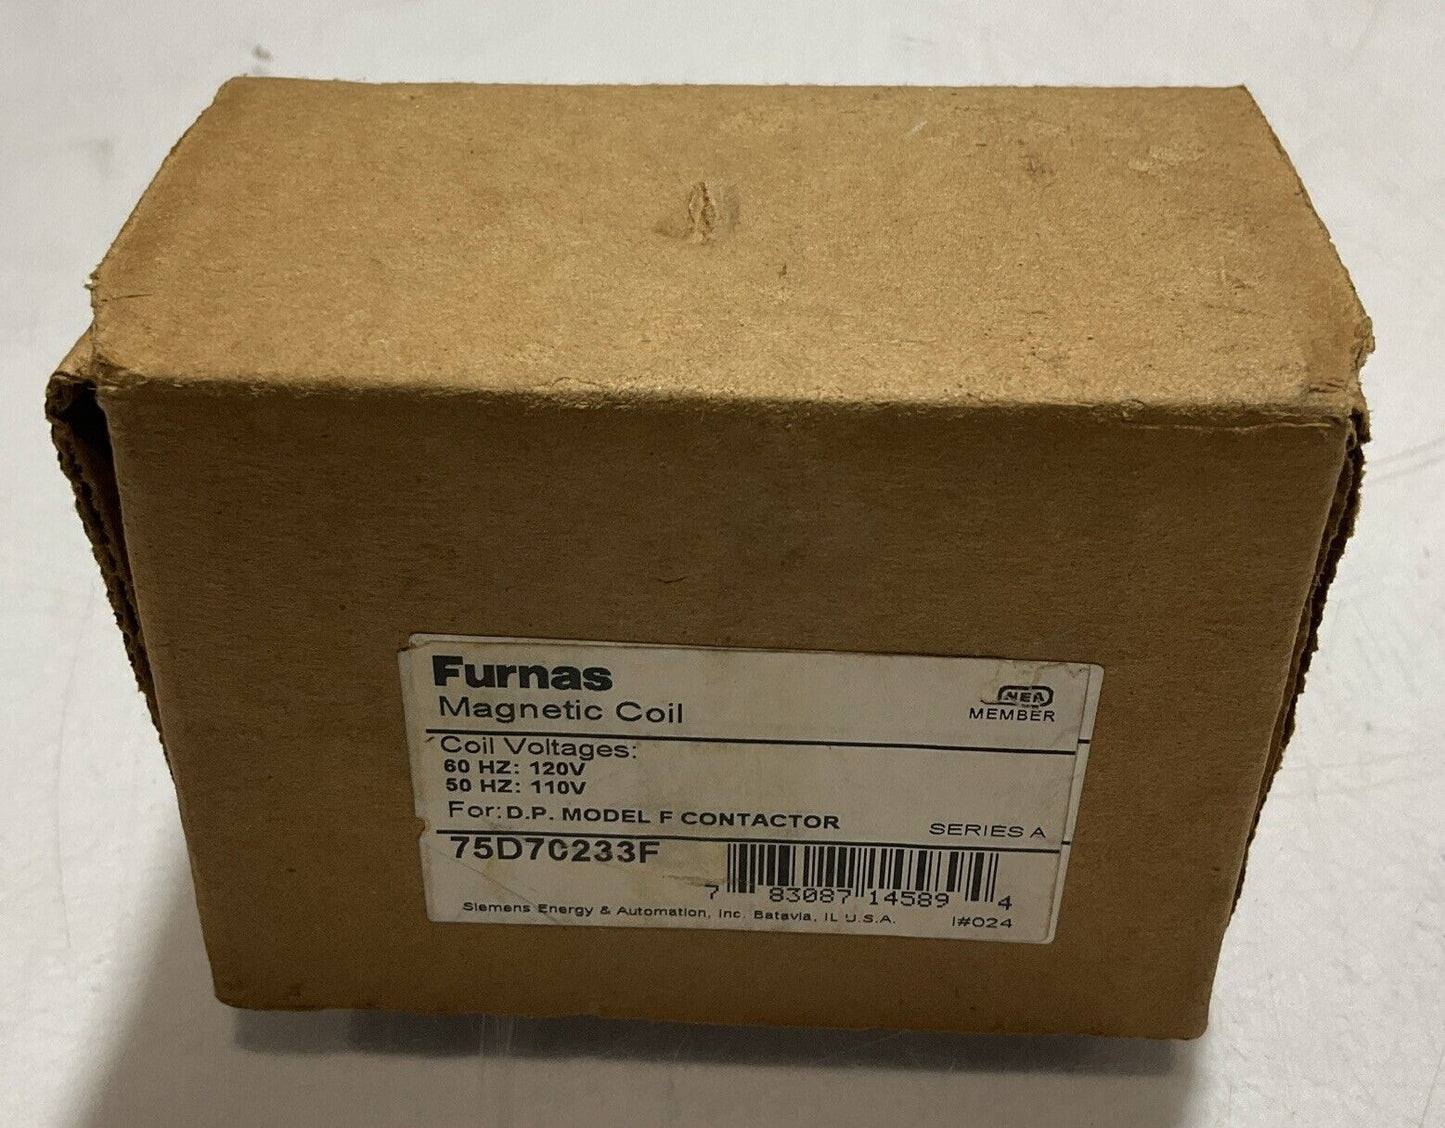 Furnas
Magnetic Coil
NEA
MEMBER
Coil Voltages:
60 HZ: 120V
50 HZ: 110V
For: D.P. MODEL F CONTACTOR
SERIES A
75D70233F
7 83087 14589 4
Siemens Energy & Automation, Inc. Batavia, IL U.S.A.
I#024